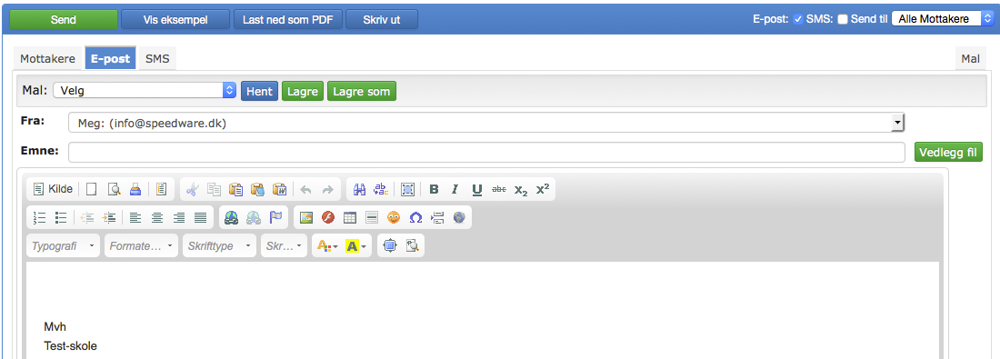 Send Vis eksempel Last ned som PDF Skriv ut E-post: SMS: Send til Alle Mottakere
Mottakere E-post SMS Mal
Mal: Velg Hent Lagre Lagre som
Fra: Meg: (info@speedware.dk)
Emne: Vedlegg fil
Kilde B I U abc x₂ x²
Typografi Formate... Skrifttype Skr... A A
Mvh
Test-skole